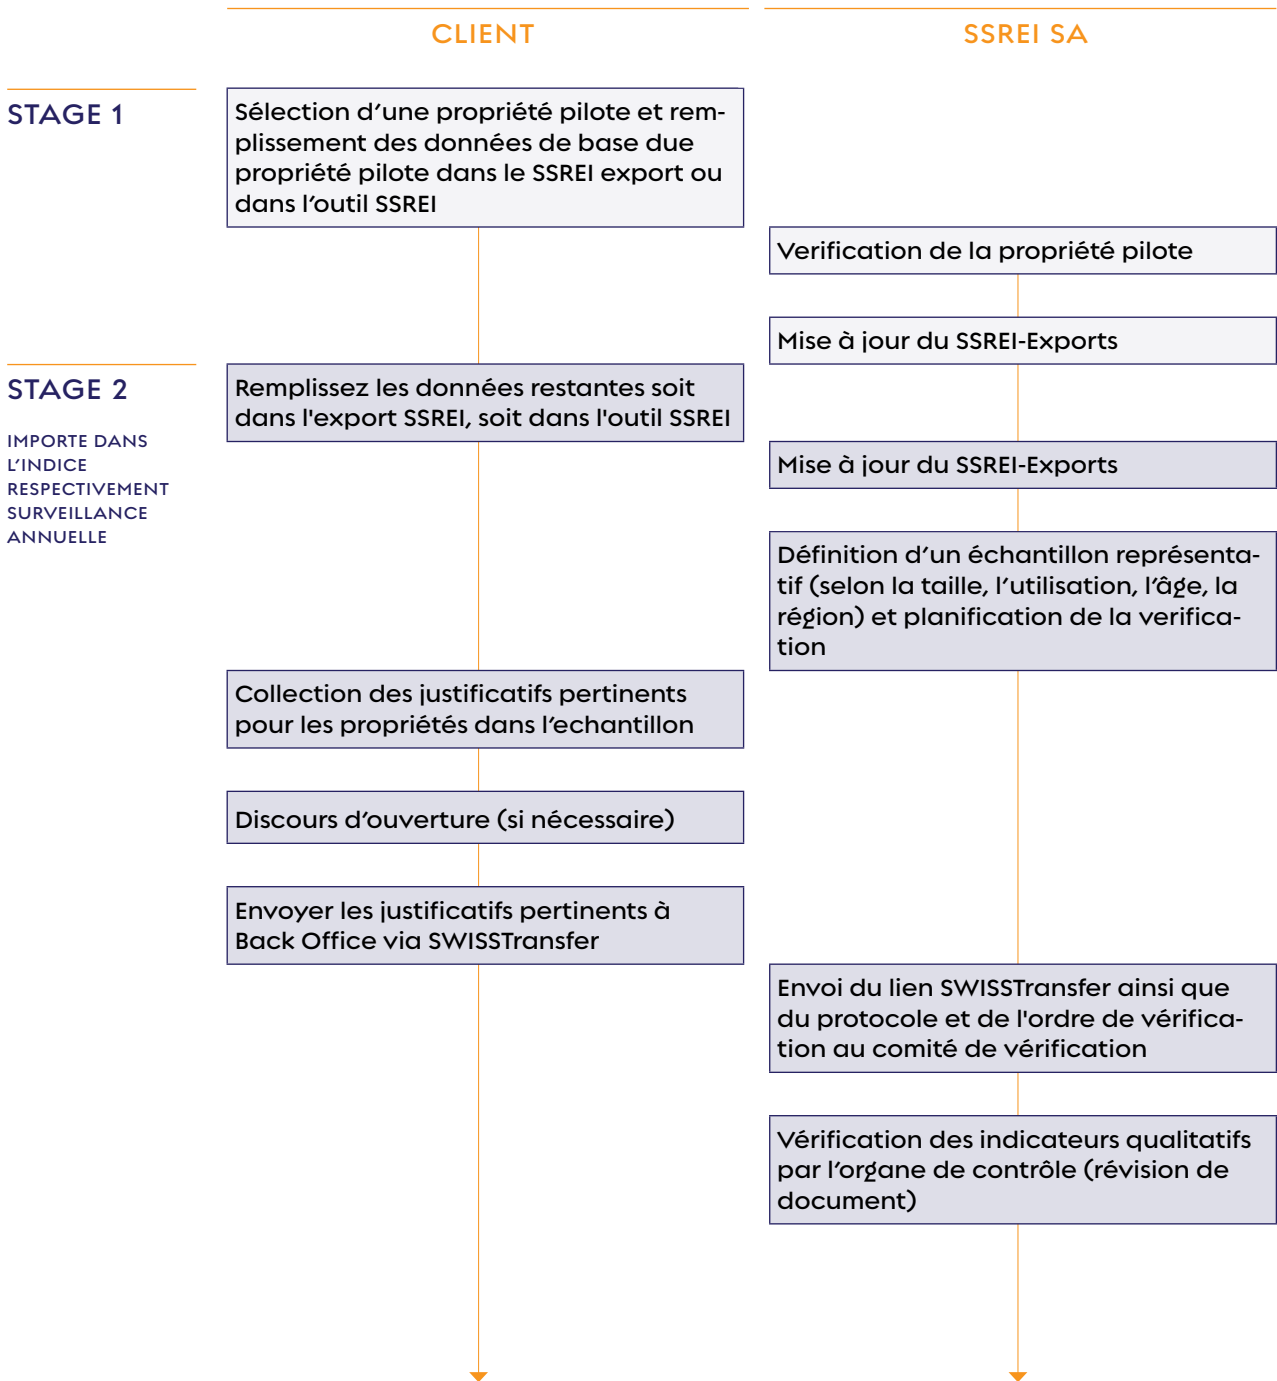 CLIENT
SSREI SA
STAGE 1
Sélection d’une propriété pilote et rem-
plissement des données de base due
propriété pilote dans le SSREI export ou
dans l’outil SSREI
Verification de la propriété pilote
Mise à jour du SSREI-Exports
STAGE 2
IMPORTE DANS
L’INDICE
RESPECTIVEMENT
SURVEILLANCE
ANNUELLE
Remplissez les données restantes soit
dans l'export SSREI, soit dans l'outil SSREI
Mise à jour du SSREI-Exports
Définition d’un échantillon représenta-
tif (selon la taille, l’utilisation, l’âge, la
région) et planification de la verifica-
tion
Collection des justificatifs pertinents
pour les propriétés dans l’echantillon
Discours d’ouverture (si nécessaire)
Envoyer les justificatifs pertinents à
Back Office via SWISSTransfer
Envoi du lien SWISSTransfer ainsi que
du protocole et de l'ordre de vérifica-
tion au comité de vérification
Vérification des indicateurs qualitatifs
par l’organe de contrôle (révision de
document)